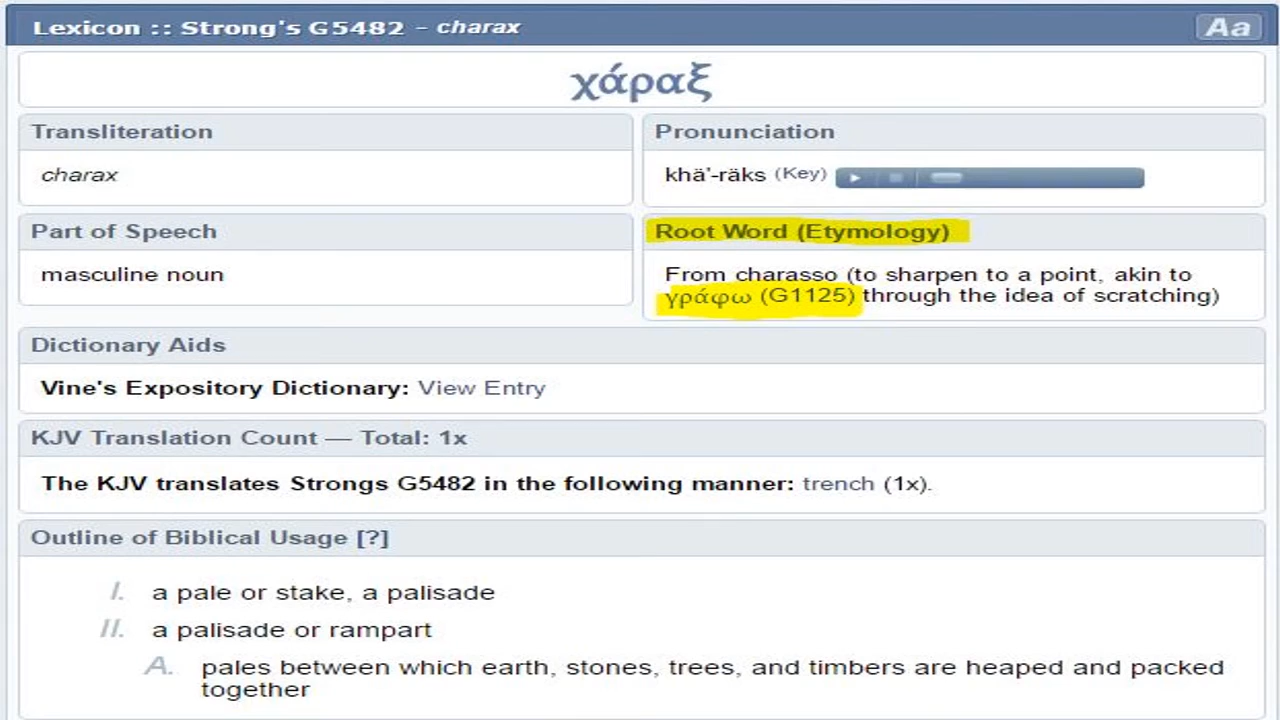 Lexicon :: Strong's G5482 – charax
Aa
χάραξ
Transliteration
charax
Pronunciation
khä'-räks (Key)
Part of Speech
masculine noun
Root Word (Etymology)
From charasso (to sharpen to a point, akin to
γράφω (G1125) through the idea of scratching)
Dictionary Aids
Vine's Expository Dictionary: View Entry
KJV Translation Count — Total: 1x
The KJV translates Strongs G5482 in the following manner: trench (1x).
Outline of Biblical Usage [?]
I. a pale or stake, a palisade
II. a palisade or rampart
A. pales between which earth, stones, trees, and timbers are heaped and packed
together